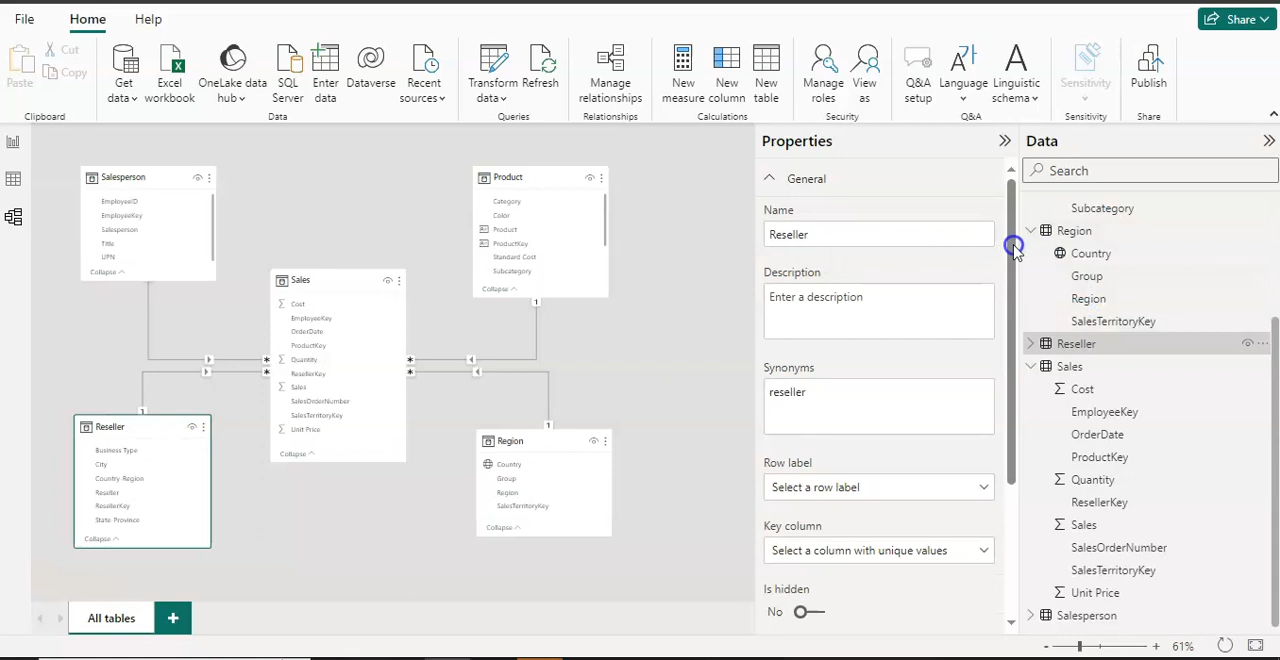 File Home Help Share
Paste Cut Copy
Get data Excel workbook OneLake data hub SQL Server Enter data Dataverse Recent sources
Transform data Refresh
Manage relationships
New measure New column New table
Manage roles View as
Q&A setup Language Linguistic schema
Sensitivity
Publish
Clipboard Data Queries Relationships Calculations Security Q&A Sensitivity Share
Salesperson
EmployeeID
EmployeeKey
Salesperson
Title
UPN
Collapse
Product
Category
Color
Product
ProductKey
Standard Cost
Subcategory
Collapse
1
Sales
Σ Cost
EmployeeKey
OrderDate
ProductKey
Σ Quantity
ResellerKey
Σ Sales
SalesOrderNumber
SalesTerritoryKey
Σ Unit Price
Collapse
* *
* *
1
Reseller
Business Type
City
Country-Region
Reseller
ResellerKey
State-Province
Collapse
1
Region
Country
Group
Region
SalesTerritoryKey
Collapse
All tables +
Properties
General
Name
Reseller
Description
Enter a description
Synonyms
reseller
Row label
Select a row label
Key column
Select a column with unique values
Is hidden
No
Data
Search
Subcategory
Region
Country
Group
Region
SalesTerritoryKey
Reseller
Sales
Σ Cost
EmployeeKey
OrderDate
ProductKey
Σ Quantity
ResellerKey
Σ Sales
SalesOrderNumber
SalesTerritoryKey
Σ Unit Price
Salesperson
- + 61%